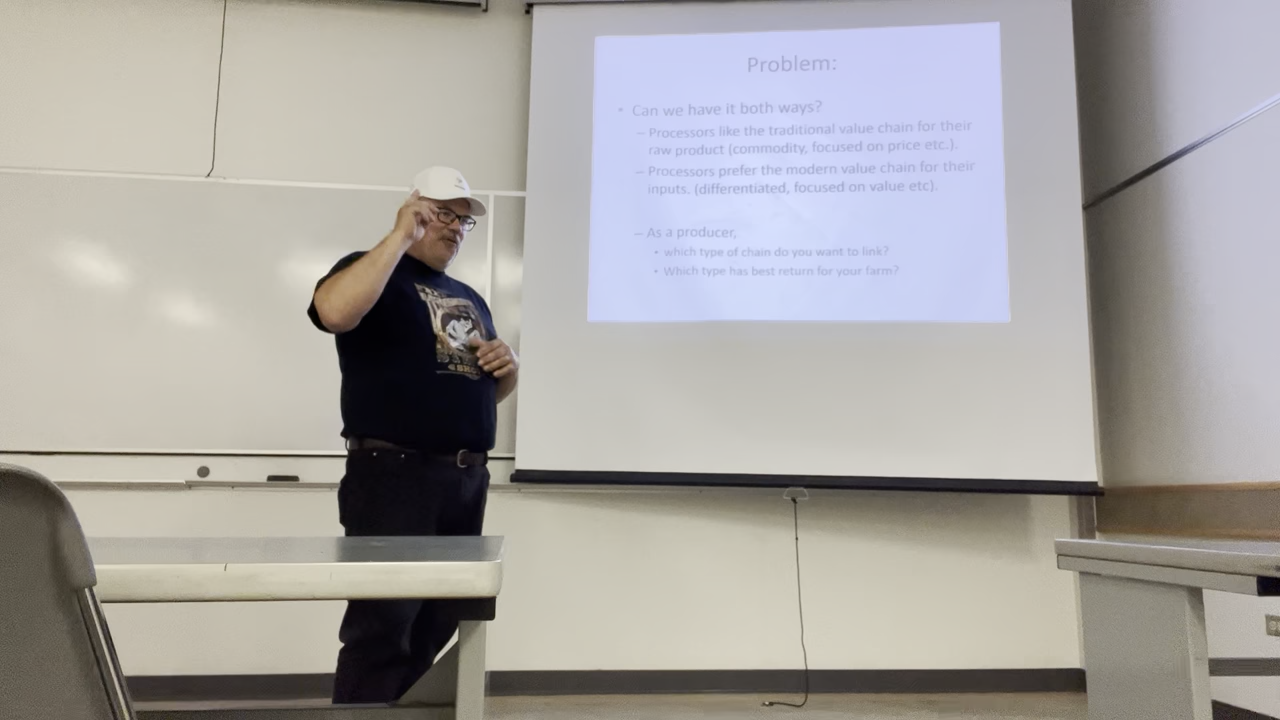 Problem:
• Can we have it both ways?
– Processors like the traditional value chain for their
raw product (commodity, focused on price etc.).
– Processors prefer the modern value chain for their
inputs. (differentiated, focused on value etc).
– As a producer,
• which type of chain do you want to link?
• Which type has best return for your farm?